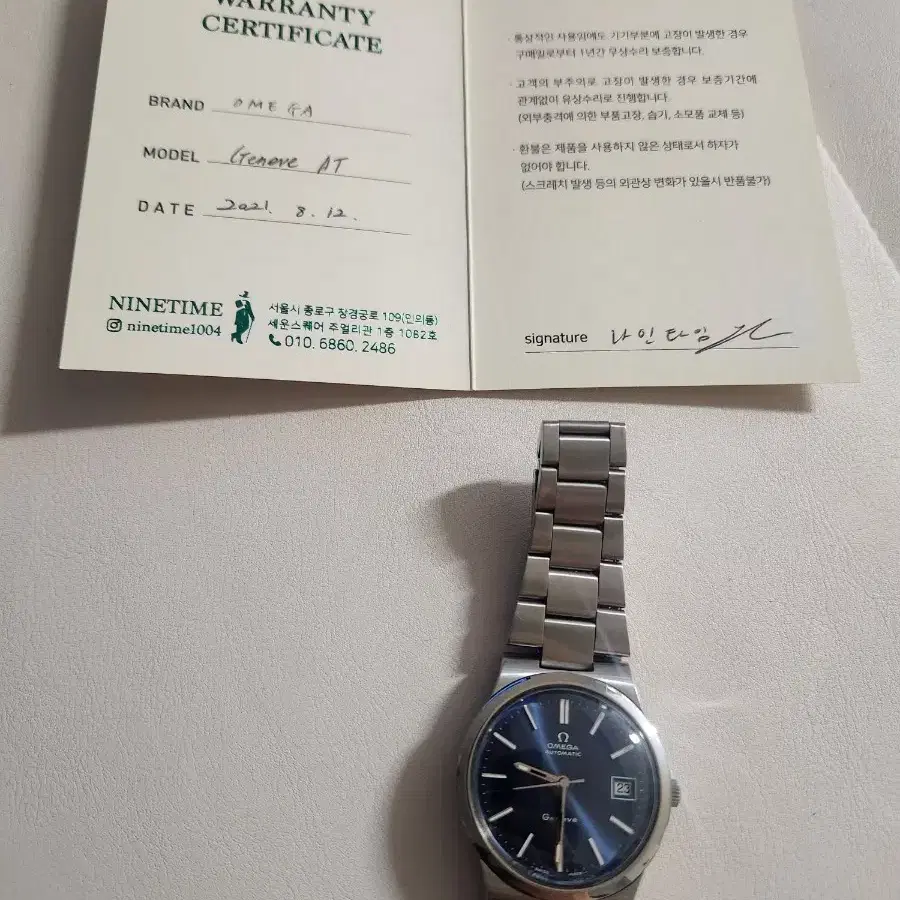 WARRANTY
CERTIFICATE
BRAND OMEGA
MODEL Geneve AT
DATE 2021. 8. 12.
NINETIME
ninetime1004
서울시 종로구 창경궁로 109(인의동)
세운스퀘어 주얼리관 1층 1082호
010. 6860. 2486
· 통상적인 사용임에도 기기부분에 고장이 발생한 경우
구매일로부터 1년간 무상수리 보증합니다.
· 고객의 부주의로 고장이 발생한 경우 보증기간에
관계없이 유상수리로 진행합니다.
(외부충격에 의한 부품고장, 습기, 소모품 교체 등)
· 환불은 제품을 사용하지 않은 상태로서 하자가
없어야 합니다.
(스크레치 발생 등의 외관상 변화가 있을시 반품불가)
signature 나인타임
OMEGA
AUTOMATIC
23
Genève